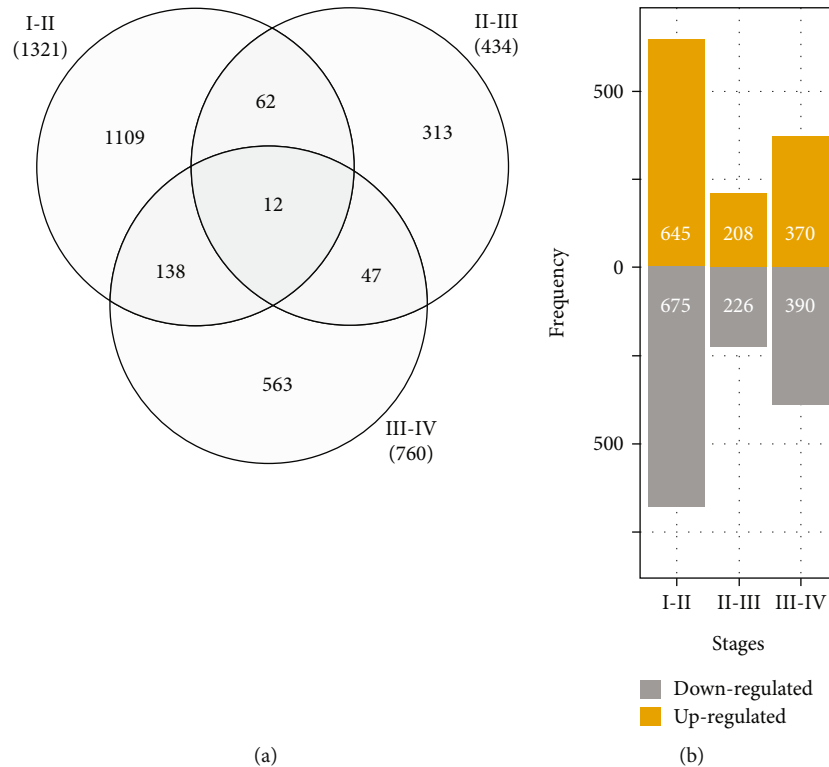 I-II
(1321)
II-III
(434)
62
1109
313
12
138
47
563
III-IV
(760)
(a)
Frequency
500
0
500
645
208
370
675
226
390
I-II
II-III
III-IV
Stages
Down-regulated
Up-regulated
(b)